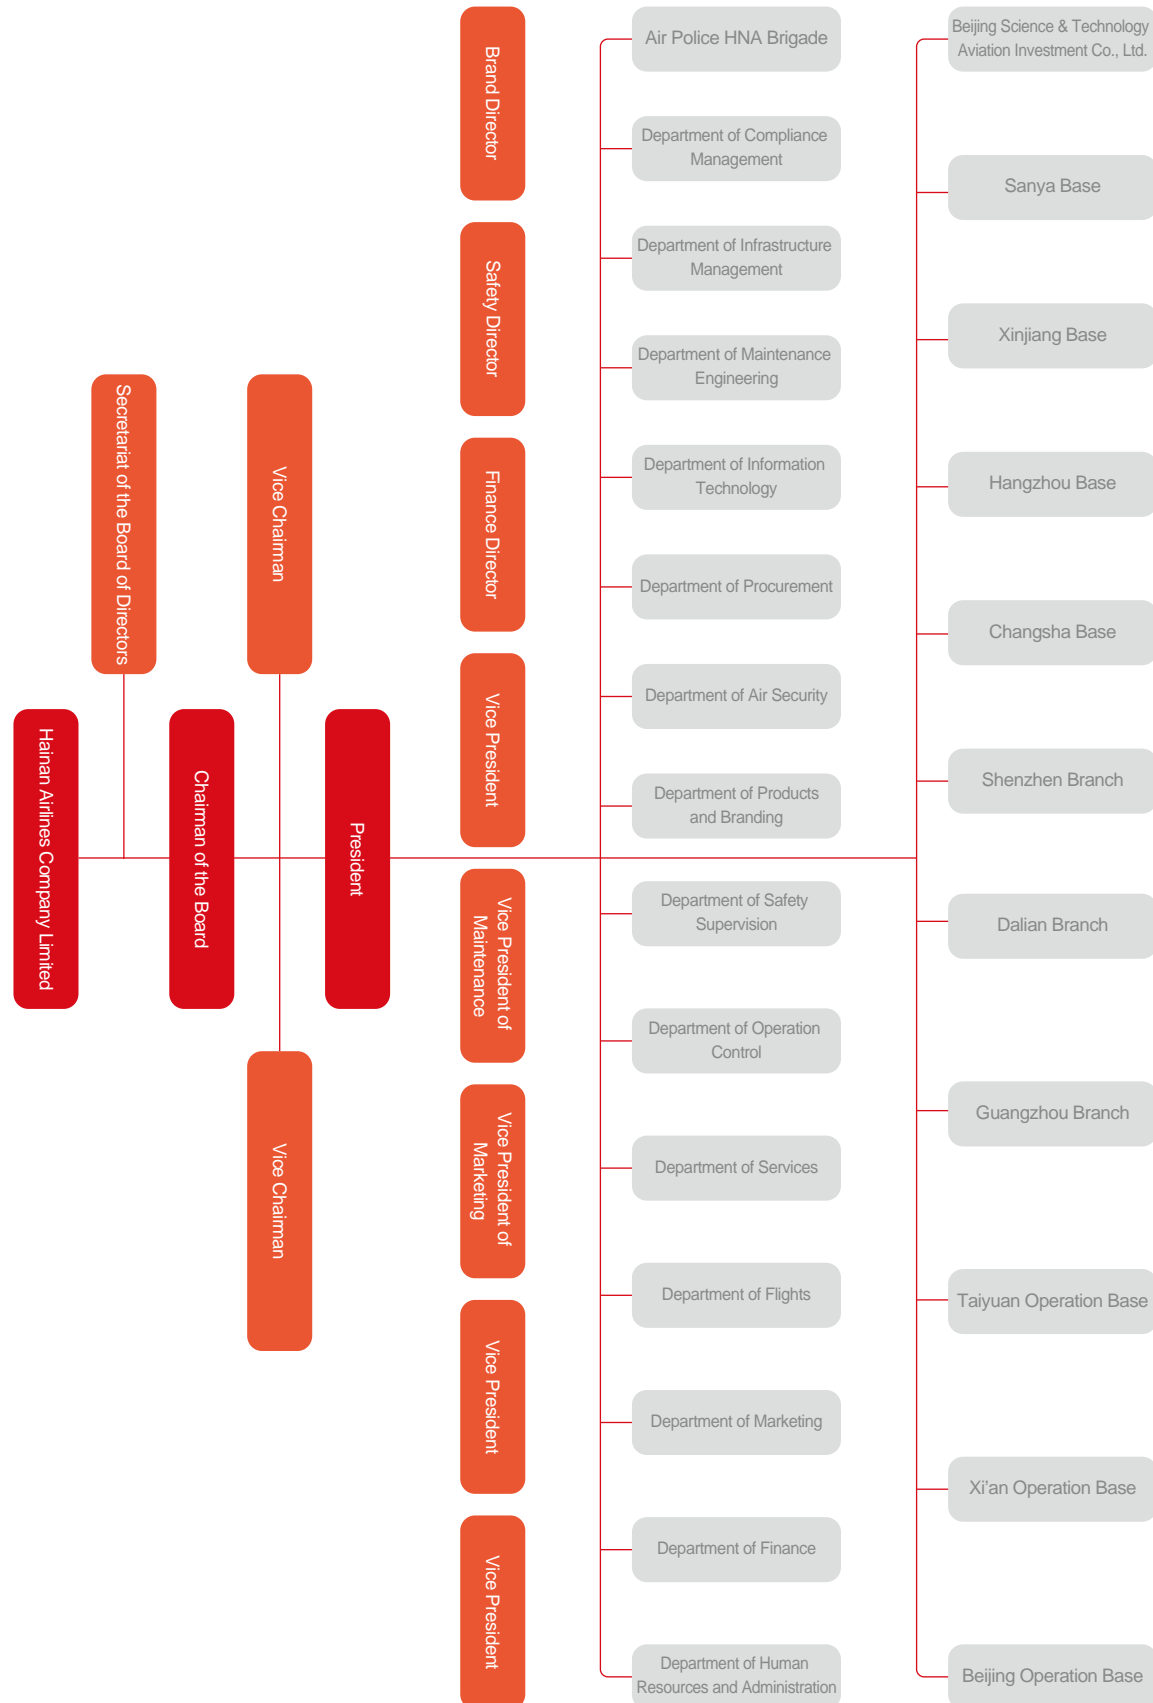 Hainan Airlines Company Limited
Secretariat of the Board of Directors
Chairman of the Board
Vice Chairman
Vice Chairman
President
Brand Director
Safety Director
Finance Director
Vice President
Vice President of
Maintenance
Vice President of
Marketing
Vice President
Vice President
Air Police HNA Brigade
Department of Compliance
Management
Department of Infrastructure
Management
Department of Maintenance
Engineering
Department of Information
Technology
Department of Procurement
Department of Air Security
Department of Products
and Branding
Department of Safety
Supervision
Department of Operation
Control
Department of Services
Department of Flights
Department of Marketing
Department of Finance
Department of Human
Resources and Administration
Beijing Science & Technology
Aviation Investment Co., Ltd.
Sanya Base
Xinjiang Base
Hangzhou Base
Changsha Base
Shenzhen Branch
Dalian Branch
Guangzhou Branch
Taiyuan Operation Base
Xi'an Operation Base
Beijing Operation Base